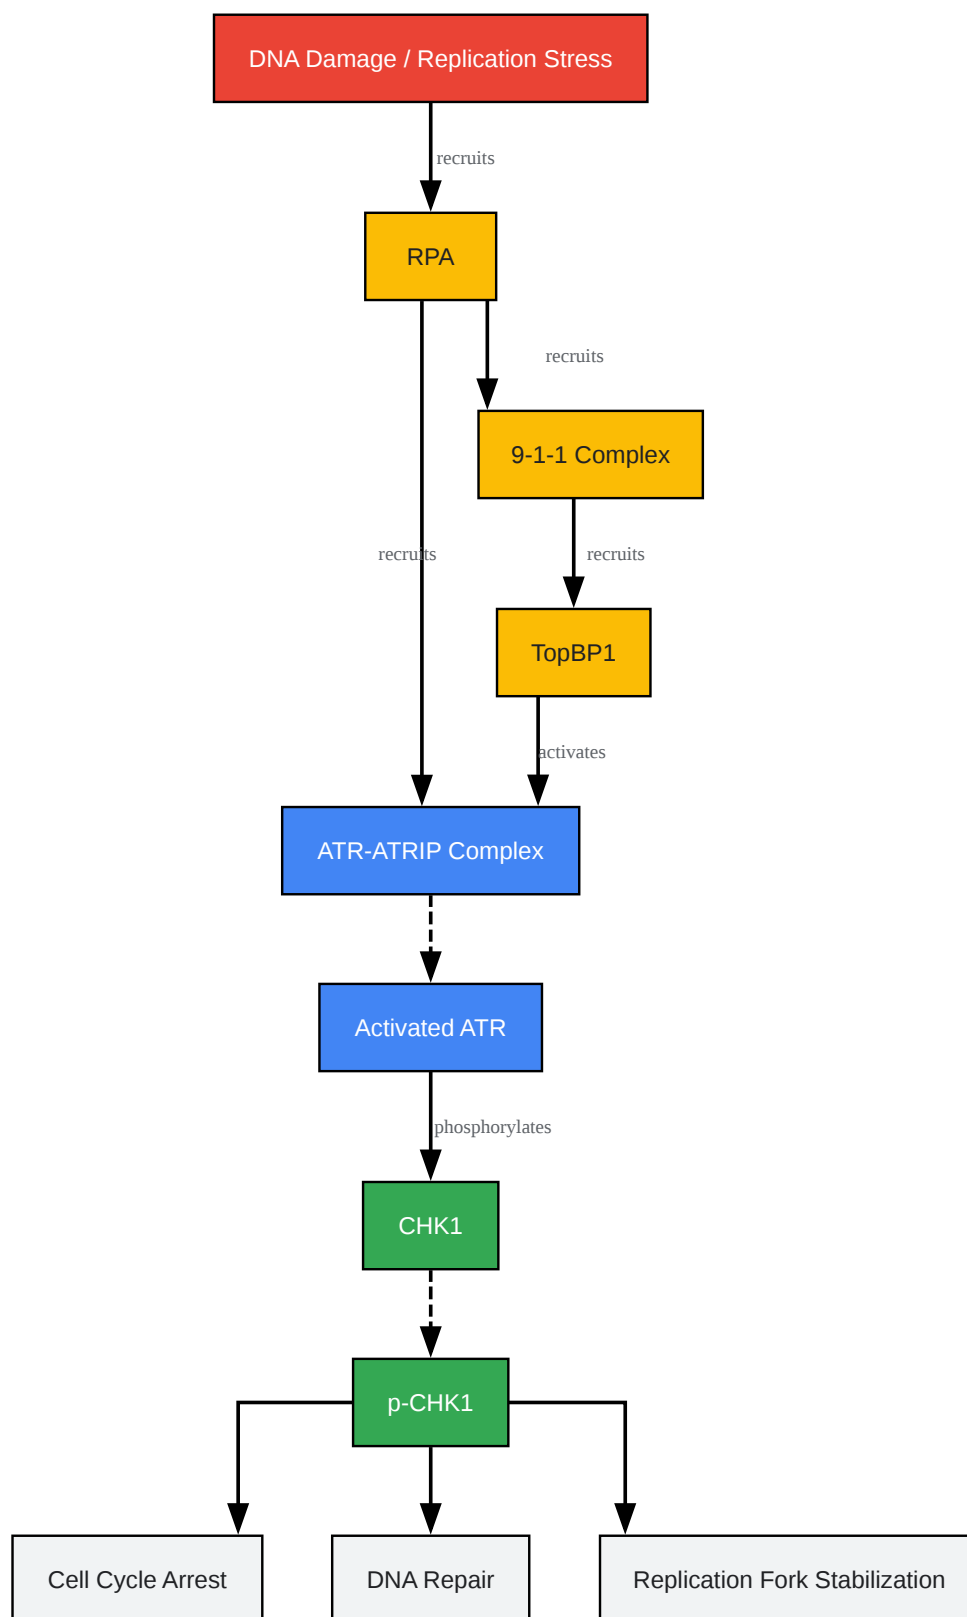 DNA Damage / Replication Stress
recruits
RPA
recruits
9-1-1 Complex
recruits
recruits
TopBP1
activates
ATR-ATRIP Complex
Activated ATR
phosphorylates
CHK1
p-CHK1
Cell Cycle Arrest
DNA Repair
Replication Fork Stabilization